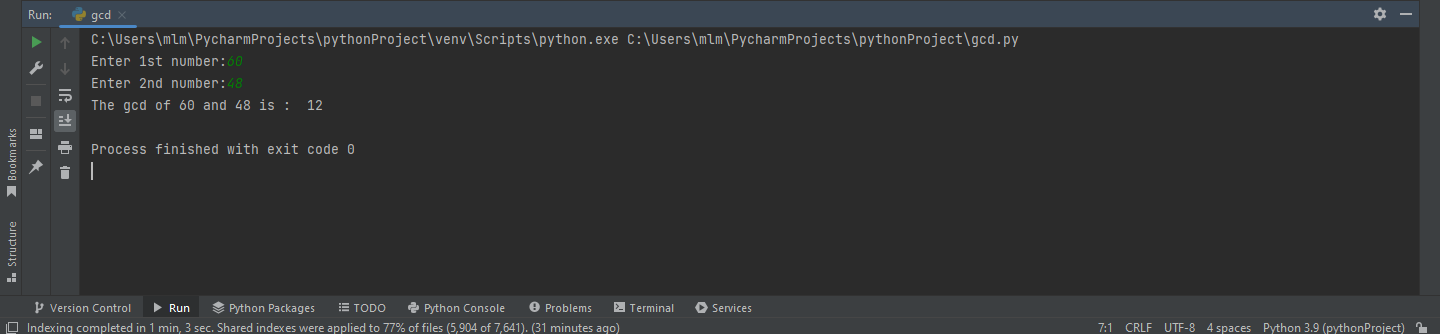 Run: gcd
C:\Users\mlm\PycharmProjects\pythonProject\venv\Scripts\python.exe C:\Users\mlm\PycharmProjects\pythonProject\gcd.py
Enter 1st number:60
Enter 2nd number:48
The gcd of 60 and 48 is :  12
Process finished with exit code 0
Bookmarks
Structure
Version Control Run Python Packages TODO Python Console Problems Terminal Services
Indexing completed in 1 min, 3 sec. Shared indexes were applied to 77% of files (5,904 of 7,641). (31 minutes ago) 7:1 CRLF UTF-8 4 spaces Python 3.9 (pythonProject)